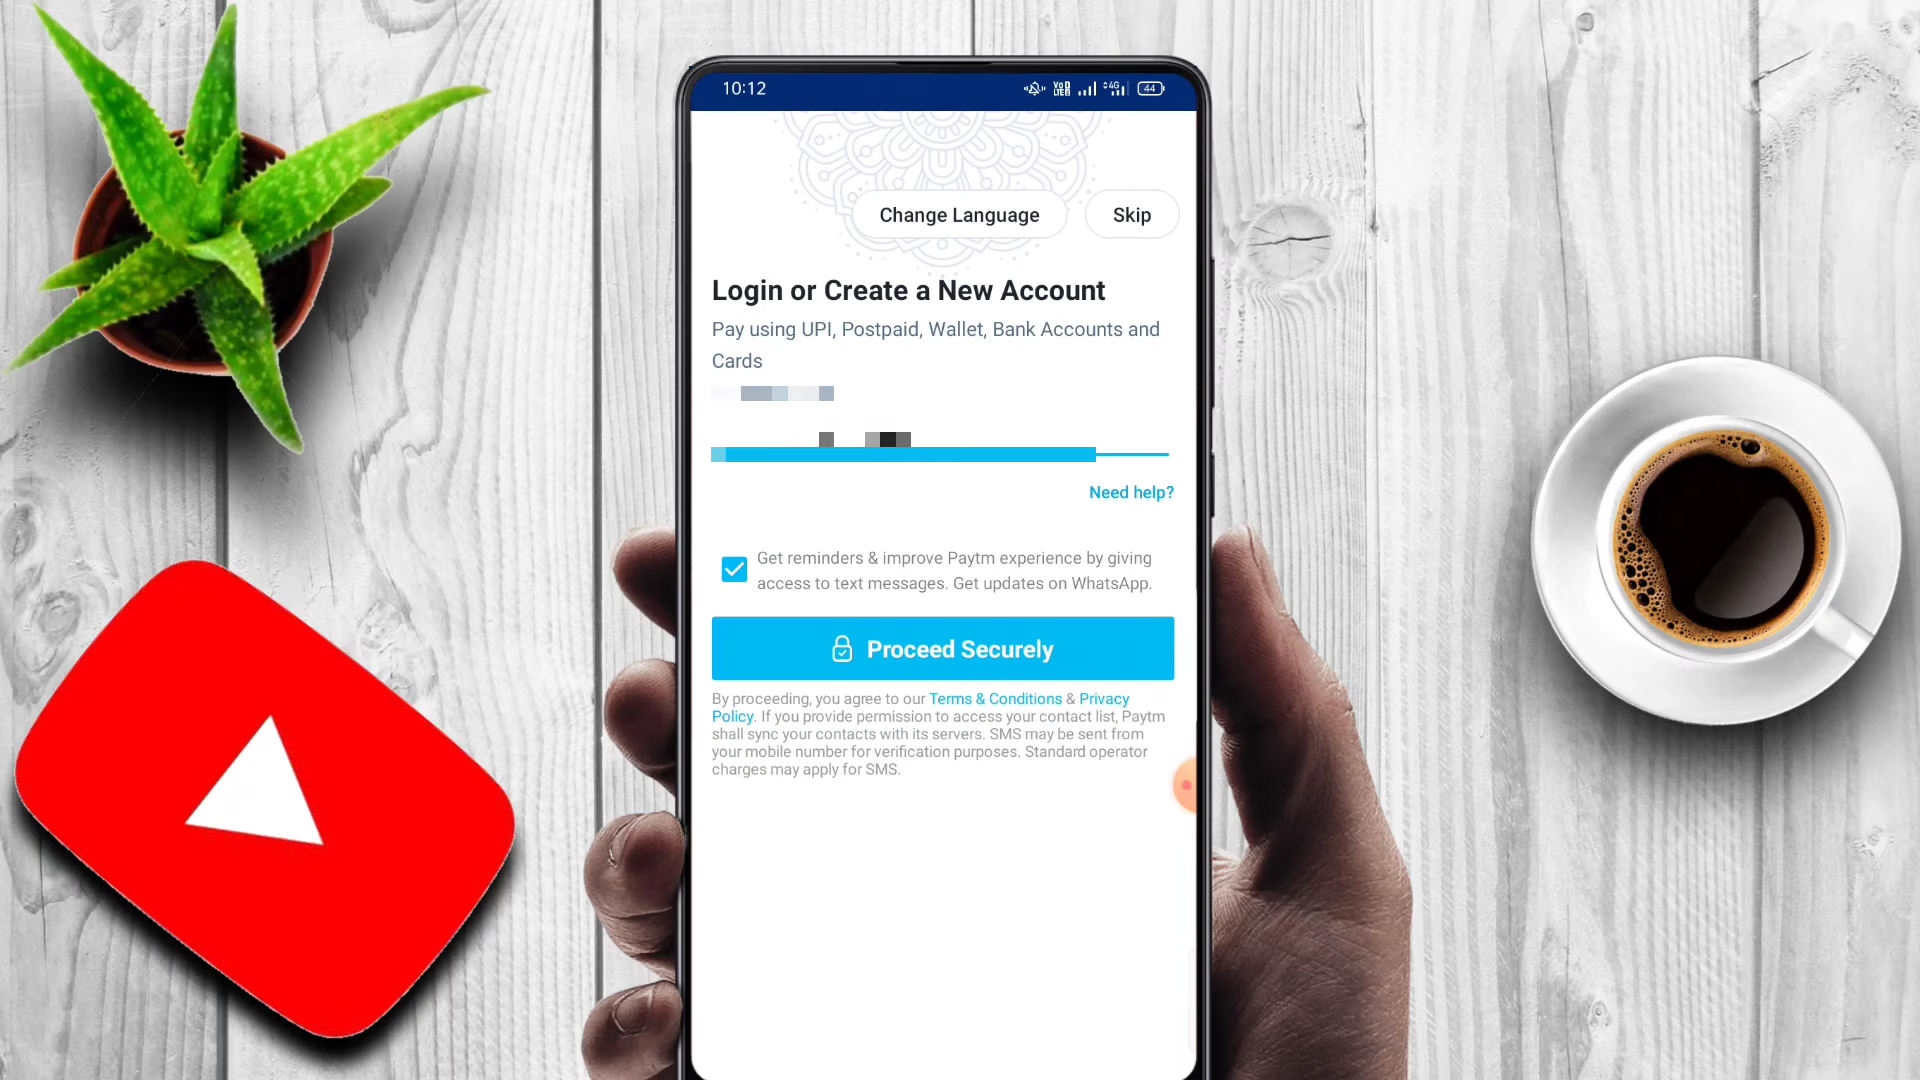 10:12
VoD LTED 4G 44
Change Language
Skip
Login or Create a New Account
Pay using UPI, Postpaid, Wallet, Bank Accounts and
Cards
Need help?
Get reminders & improve Paytm experience by giving
access to text messages. Get updates on WhatsApp.
Proceed Securely
By proceeding, you agree to our Terms & Conditions & Privacy
Policy. If you provide permission to access your contact list, Paytm
shall sync your contacts with its servers. SMS may be sent from
your mobile number for verification purposes. Standard operator
charges may apply for SMS.